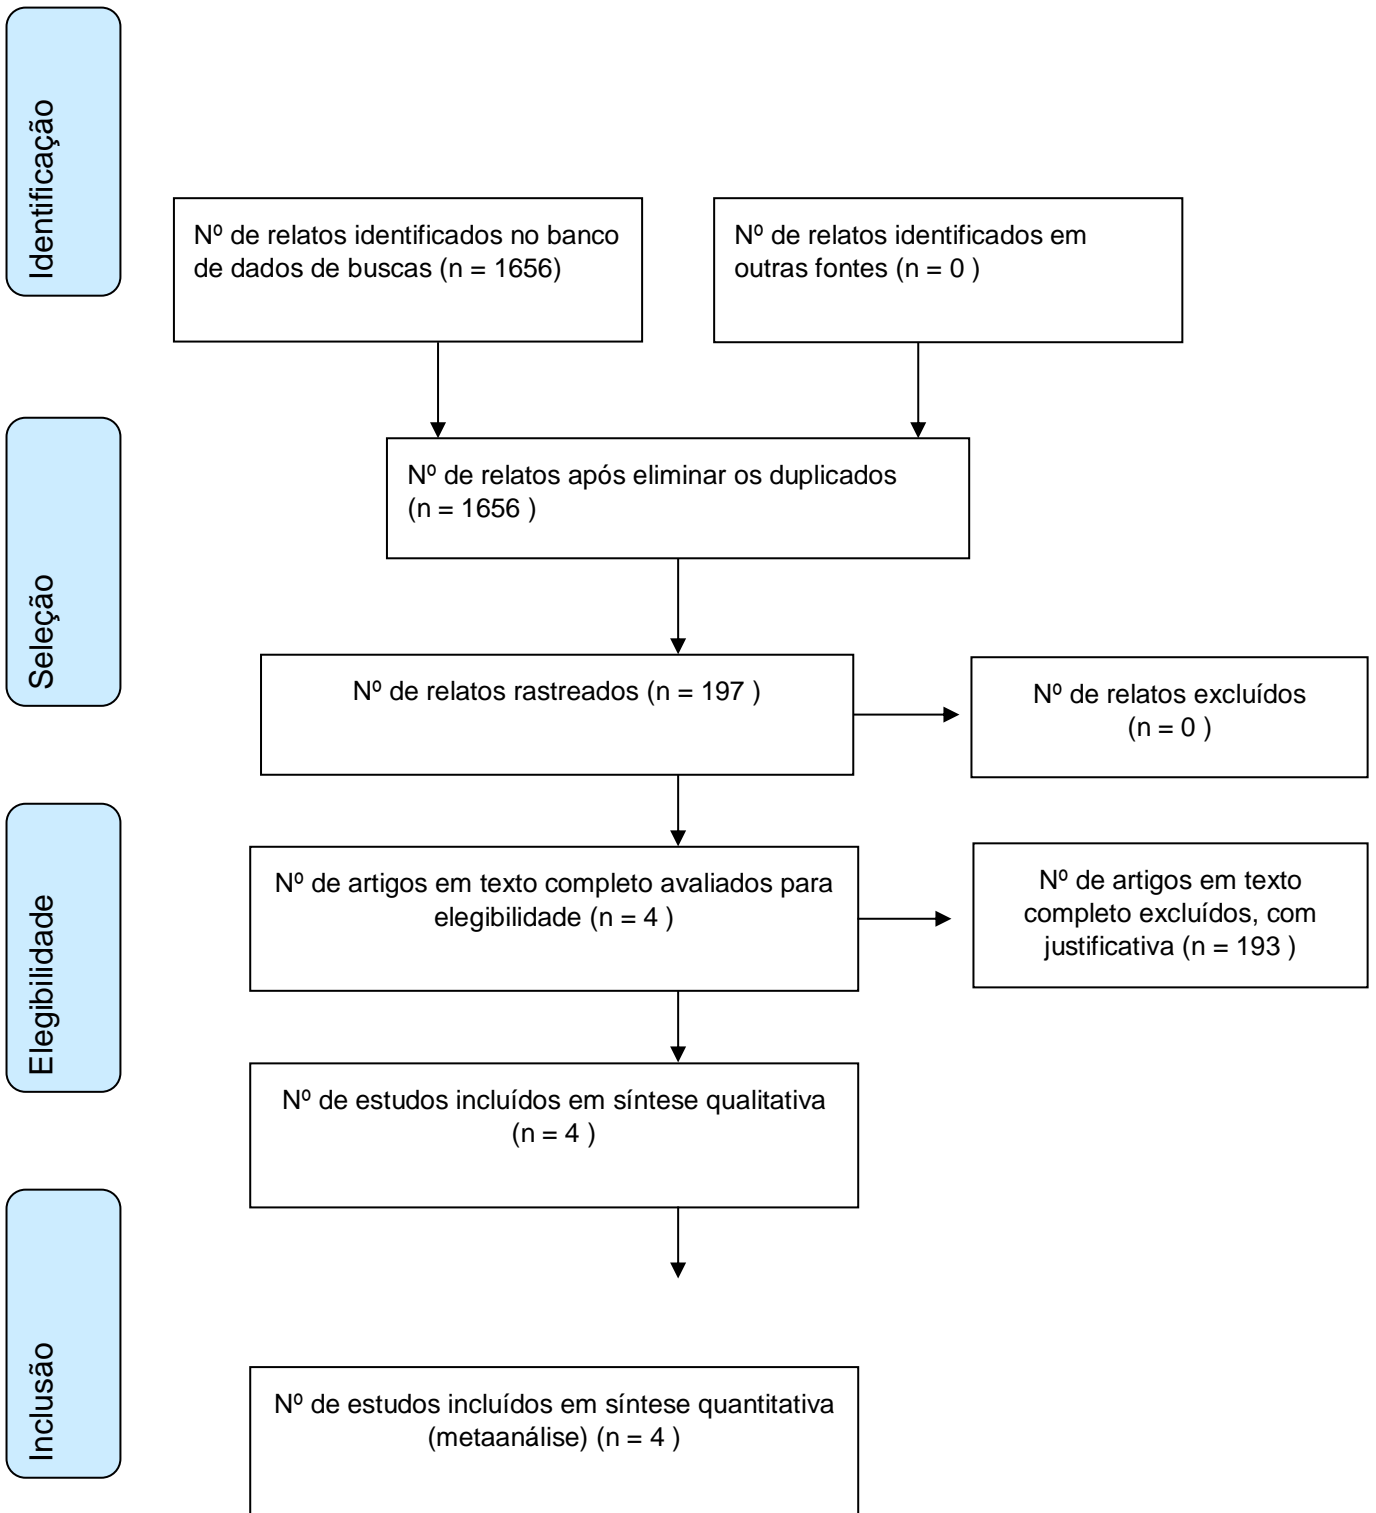 Identificação
Nº de relatos identificados no banco
de dados de buscas (n = 1656)
Nº de relatos identificados em
outras fontes (n = 0 )
Seleção
Nº de relatos após eliminar os duplicados
(n = 1656 )
Nº de relatos rastreados (n = 197 )
Nº de relatos excluídos
(n = 0 )
Elegibilidade
Nº de artigos em texto completo avaliados para
elegibilidade (n = 4 )
Nº de artigos em texto
completo excluídos, com
justificativa (n = 193 )
Nº de estudos incluídos em síntese qualitativa
(n = 4 )
Inclusão
Nº de estudos incluídos em síntese quantitativa
(metaanálise) (n = 4 )